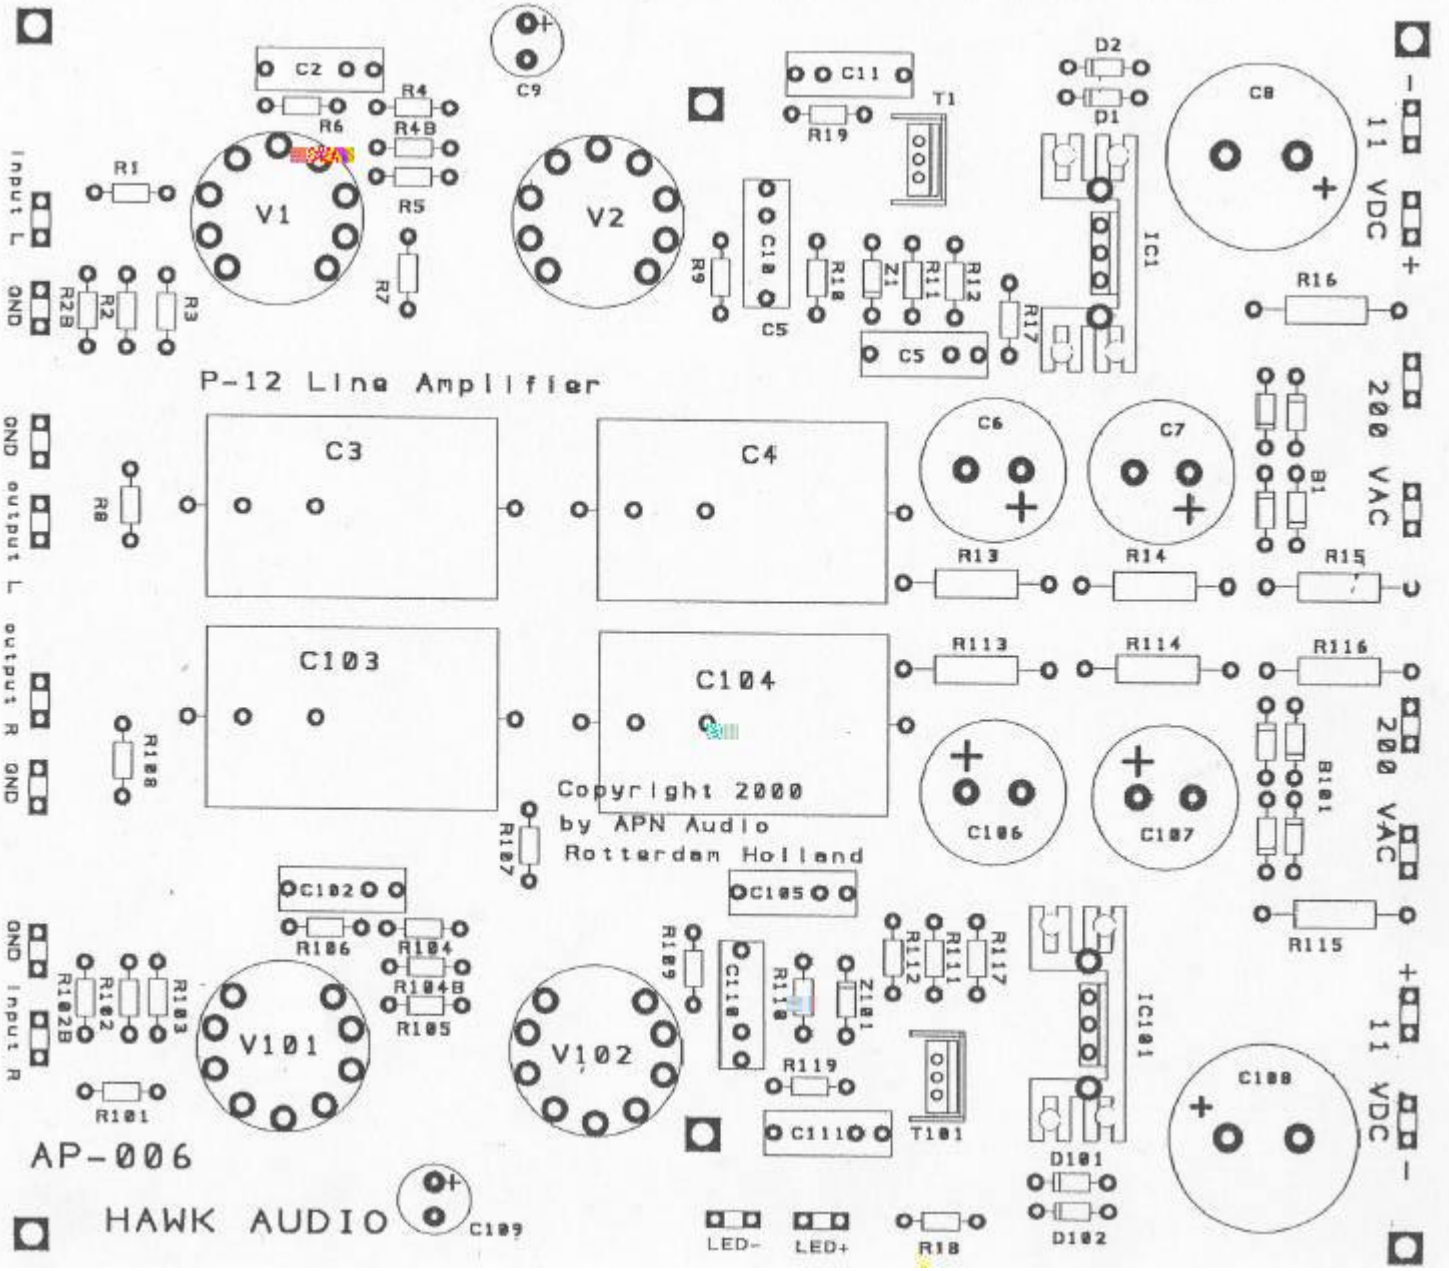 C2
C9
C11
D2
C8
R4
R6
R4B
R19
T1
D1
-
11 VDC
+
input L
R1
R5
V1
V2
C10
IC1
GND
R2B
R2
R3
R7
R9
C5
R10
Z1
R11
R12
R17
R16
C5
P-12 Line Amplifier
200 VAC
GND
C3
C4
C6
C7
B1
output L
R8
R13
R14
R15
output R
C103
C104
R113
R114
R116
GND
R108
200 VAC
B101
Copyright 2000
by APN Audio
Rotterdam Holland
R107
C106
C107
C102
C105
R106
R104
R104B
R105
R109
C110
R110
Z101
R112
R111
R117
R115
GND
input R
R102B
R102
R103
V101
V102
IC101
+
11 VDC
-
R119
C108
R101
C111
T101
AP-006
D101
HAWK AUDIO
C109
LED-
LED+
R18
D102